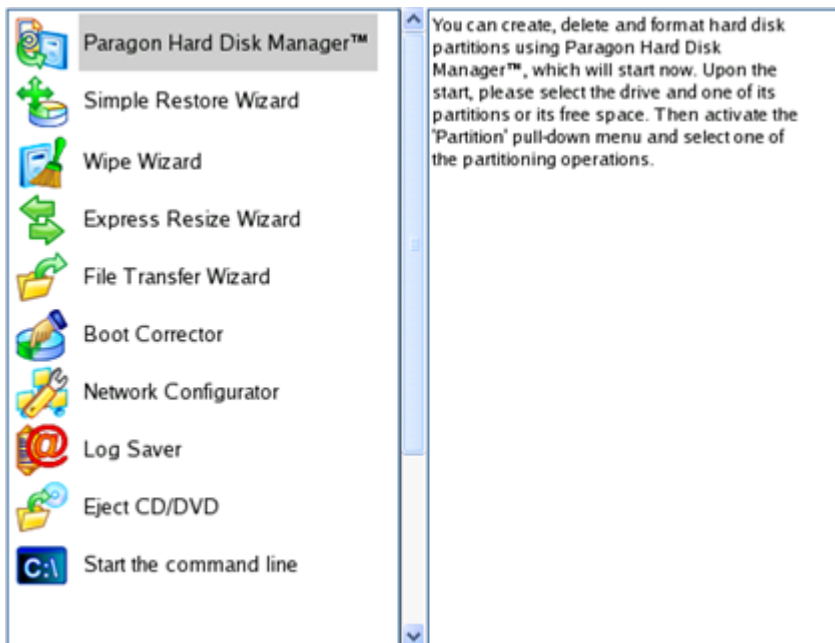 Paragon Hard Disk Manager™
Simple Restore Wizard
Wipe Wizard
Express Resize Wizard
File Transfer Wizard
Boot Corrector
Network Configurator
Log Saver
Eject CD/DVD
C:\
Start the command line
You can create, delete and format hard disk
partitions using Paragon Hard Disk
Manager™, which will start now. Upon the
start, please select the drive and one of its
partitions or its free space. Then activate the
'Partition' pull-down menu and select one of
the partitioning operations.